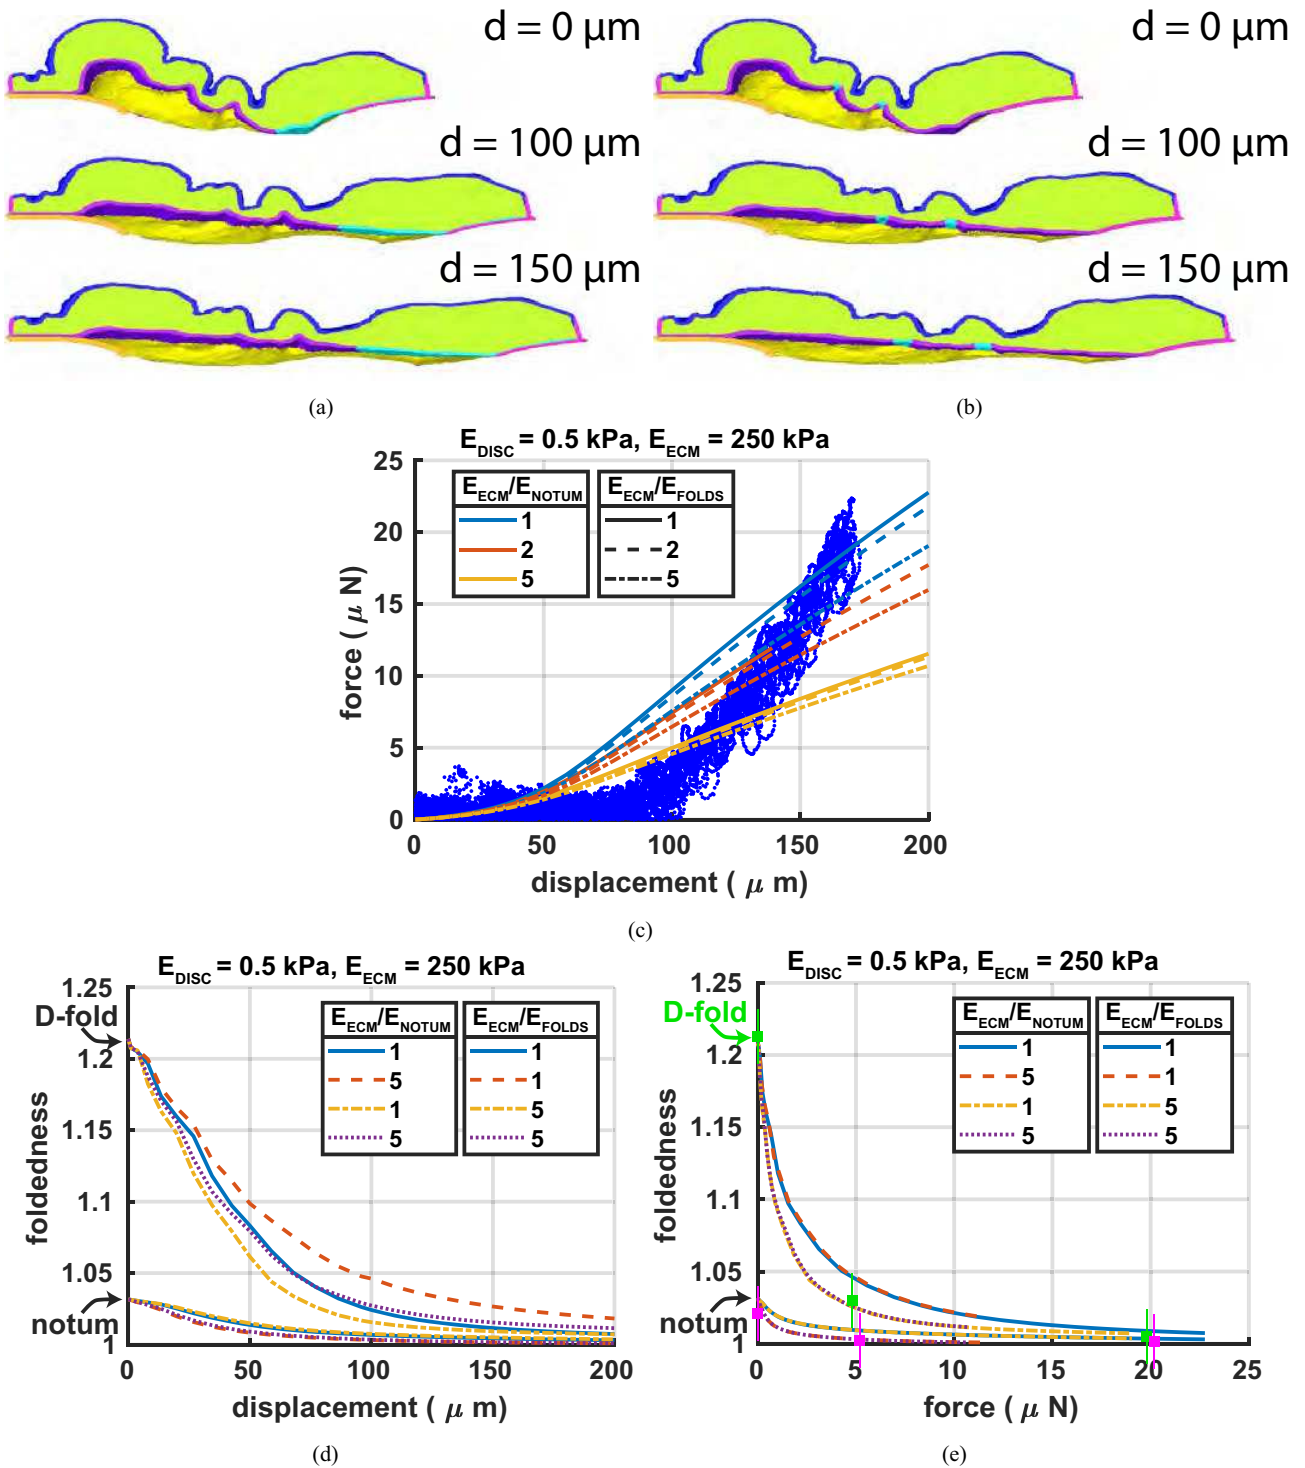 d = 0 μm
d = 0 μm
d = 100 μm
d = 100 μm
d = 150 μm
d = 150 μm
(a)
(b)
E_DISC = 0.5 kPa, E_ECM = 250 kPa
25
20
15
10
5
0
force ( μ N)
E_ECM/E_NOTUM
1
2
5
E_ECM/E_FOLDS
1
2
5
0 50 100 150 200
displacement ( μ m)
(c)
E_DISC = 0.5 kPa, E_ECM = 250 kPa
1.25
1.2
1.15
1.1
1.05
1
D-fold
notum
foldedness
E_ECM/E_NOTUM E_ECM/E_FOLDS
1 1
5 1
1 5
5 5
0 50 100 150 200
displacement ( μ m)
(d)
E_DISC = 0.5 kPa, E_ECM = 250 kPa
1.25
1.2
1.15
1.1
1.05
1
D-fold
notum
foldedness
E_ECM/E_NOTUM E_ECM/E_FOLDS
1 1
5 1
1 5
5 5
0 5 10 15 20 25
force ( μ N)
(e)